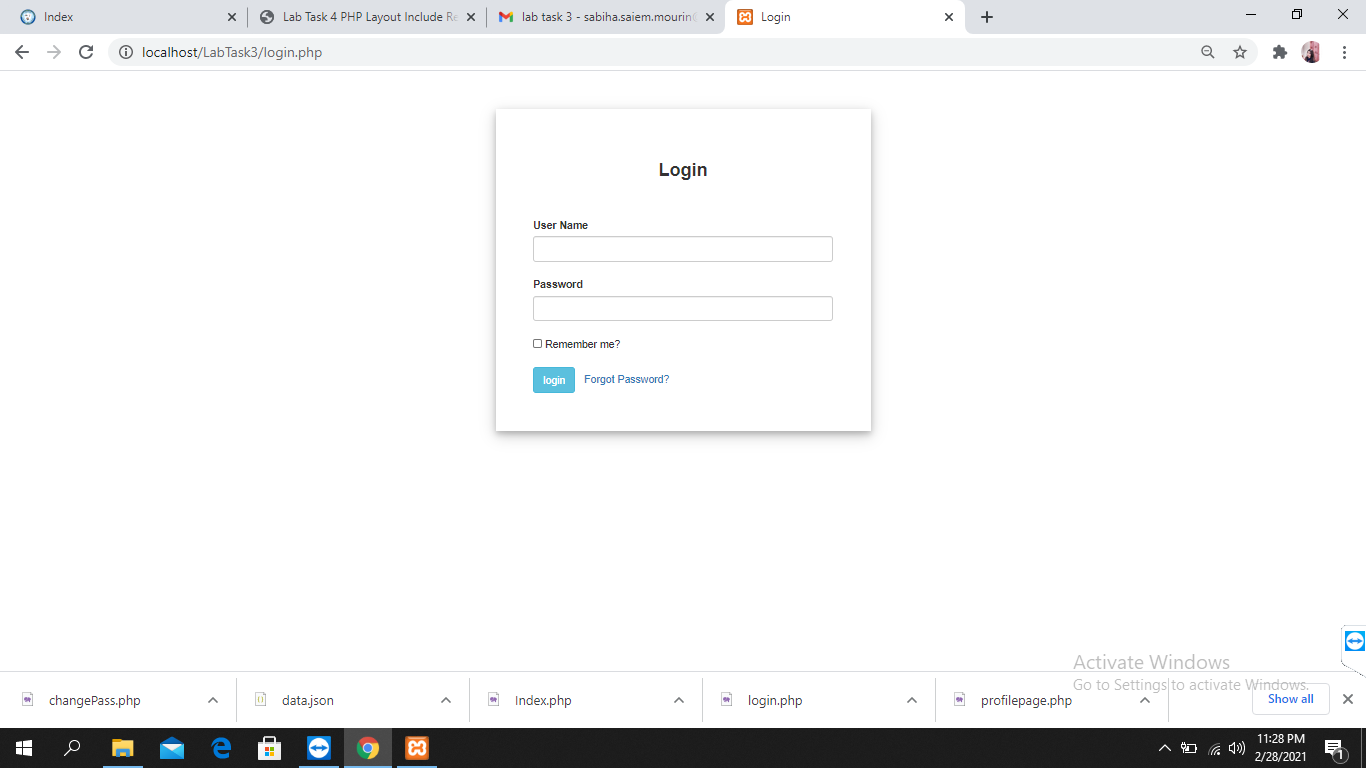 Index
Lab Task 4 PHP Layout Include Re
lab task 3 - sabiha.saiem.mourin@
Login
localhost/LabTask3/login.php
Login
User Name
Password
Remember me?
login Forgot Password?
Activate Windows
Go to Settings to activate Windows.
changePass.php
data.json
Index.php
login.php
profilepage.php
Show all
11:28 PM
2/28/2021
1